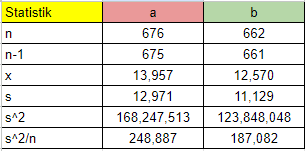 Statistik a b
n 676 662
n-1 675 661
x 13,957 12,570
s 12,971 11,129
s^2 168,247,513 123,848,048
s^2/n 248,887 187,082